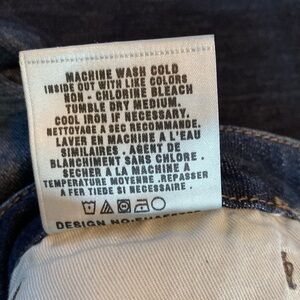 MACHINE WASH COLD
INSIDE OUT WITH LIKE COLORS
NON - CHLORINE BLEACH
TUMBLE DRY MEDIUM.
COOL IRON IF NECESSARY.
NETTOYAGE A SEC RECOMMANDE.
LAVER EN MACHINE A L'EAU
SIMILAIRES . AGENT DE
BLANCHIMENT SANS CHLORE .
SECHER A LA MACHINE A
TEMPERATURE MOYENNE .REPASSER
A FER TIEDE SI NECESSAIRE .
DESIGN NO: